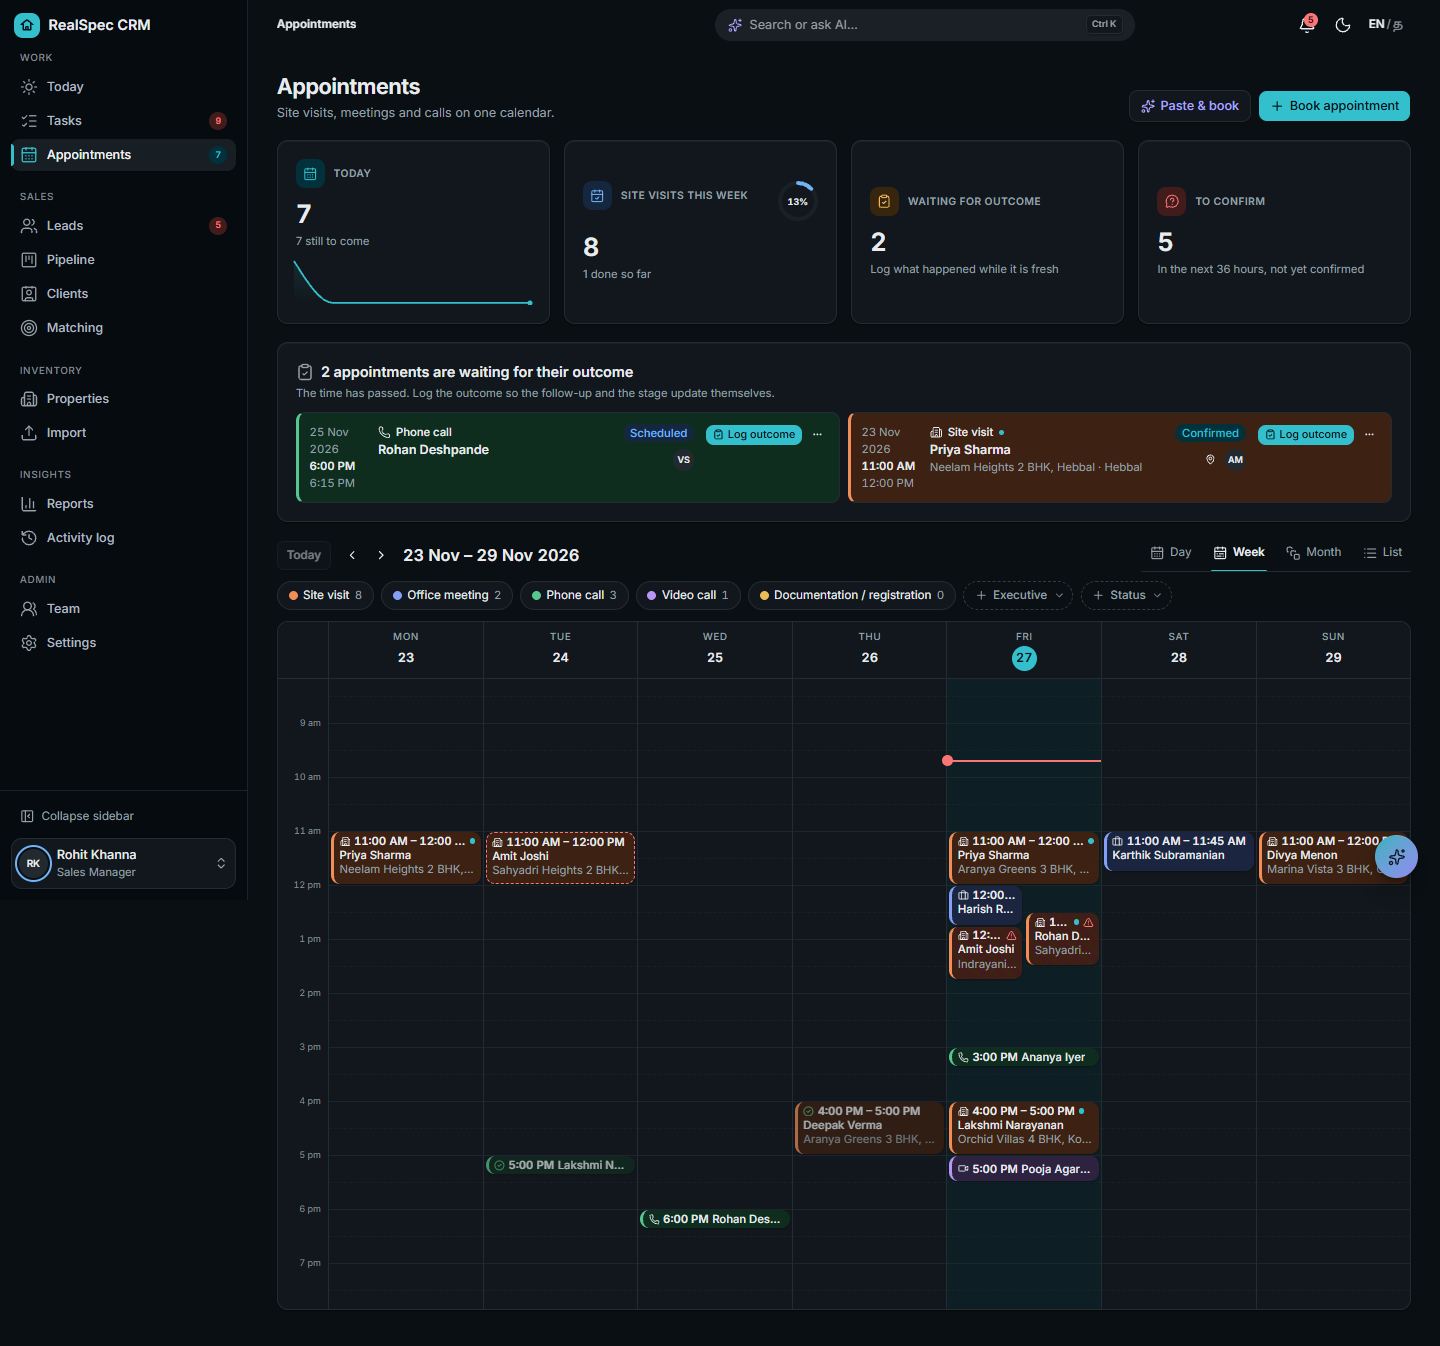 RealSpec CRM
WORK
Today
Tasks 9
Appointments 7
SALES
Leads 5
Pipeline
Clients
Matching
INVENTORY
Properties
Import
INSIGHTS
Reports
Activity log
ADMIN
Team
Settings
Collapse sidebar
RK
Rohit Khanna
Sales Manager
Appointments
Search or ask AI...
Ctrl K
5
EN / த
Appointments
Site visits, meetings and calls on one calendar.
Paste & book
Book appointment
TODAY
7
7 still to come
SITE VISITS THIS WEEK
13%
8
1 done so far
WAITING FOR OUTCOME
2
Log what happened while it is fresh
TO CONFIRM
5
In the next 36 hours, not yet confirmed
2 appointments are waiting for their outcome
The time has passed. Log the outcome so the follow-up and the stage update themselves.
25 Nov
2026
6:00 PM
6:15 PM
Phone call
Rohan Deshpande
Scheduled
VS
Log outcome
23 Nov
2026
11:00 AM
12:00 PM
Site visit
Priya Sharma
Neelam Heights 2 BHK, Hebbal · Hebbal
Confirmed
AM
Log outcome
Today
23 Nov – 29 Nov 2026
Day
Week
Month
List
Site visit 8
Office meeting 2
Phone call 3
Video call 1
Documentation / registration 0
Executive
Status
MON
23
TUE
24
WED
25
THU
26
FRI
27
SAT
28
SUN
29
9 am
10 am
11 am
12 pm
1 pm
2 pm
3 pm
4 pm
5 pm
6 pm
7 pm
11:00 AM – 12:00 ...
Priya Sharma
Neelam Heights 2 BHK,...
11:00 AM – 12:00 PM
Amit Joshi
Sahyadri Heights 2 BHK...
5:00 PM Lakshmi N...
6:00 PM Rohan Des...
4:00 PM – 5:00 PM
Deepak Verma
Aranya Greens 3 BHK, ...
11:00 AM – 12:00 ...
Priya Sharma
Aranya Greens 3 BHK, ...
12:00...
Harish R...
1...
Rohan D...
Sahyadri...
12:...
Amit Joshi
Indrayani...
3:00 PM Ananya Iyer
4:00 PM – 5:00 PM
Lakshmi Narayanan
Orchid Villas 4 BHK, Ko...
5:00 PM Pooja Agar...
11:00 AM – 11:45 AM
Karthik Subramanian
11:00 AM – 12:00
Divya Menon
Marina Vista 3 BHK,